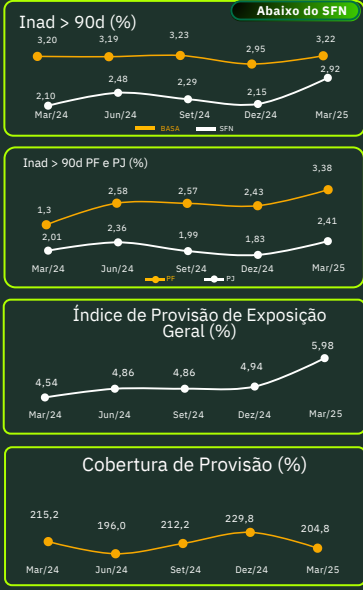 Abaixo do SFN
Inad > 90d (%)
3,20 3,19 3,23 2,95 3,22
2,10 2,48 2,29 2,15 2,92
Mar/24 Jun/24 Set/24 Dez/24 Mar/25
BASA SFN
Inad > 90d PF e PJ (%)
1,3 2,58 2,57 2,43 3,38
2,01 2,36 1,99 1,83 2,41
Mar/24 Jun/24 Set/24 Dez/24 Mar/25
PF PJ
Índice de Provisão de Exposição
Geral (%)
4,54 4,86 4,86 4,94 5,98
Mar/24 Jun/24 Set/24 Dez/24 Mar/25
Cobertura de Provisão (%)
215,2 196,0 212,2 229,8 204,8
Mar/24 Jun/24 Set/24 Dez/24 Mar/25